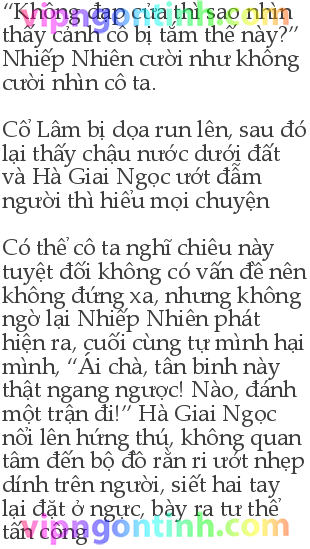 “Không đạp cửa thì sao nhìn
vipngontinh.com
thấy cảnh cô bị tắm thế này?”
Nhiếp Nhiên cười như không
cười nhìn cô ta.
Cổ Lâm bị dọa run lên, sau đó
lại thấy chậu nước dưới đất
và Hà Giai Ngọc ướt đẫm
người thì hiểu mọi chuyện
Có thể cô ta nghĩ chiêu này
tuyệt đối không có vấn đề nên
không đứng xa, nhưng không
ngờ lại Nhiếp Nhiên phát
hiện ra, cuối cùng tự mình hại
mình, “Ái chà, tân binh này
thật ngang ngược! Nào, đánh
một trận đi!” Hà Giai Ngọc
nổi lên hứng thú, không quan
tâm đến bộ đồ rằn ri ướt nhẹp
dính trên người, siết hai tay
lại đặt ở ngực, bày ra tư thế
vipngontinh.com
tấn công